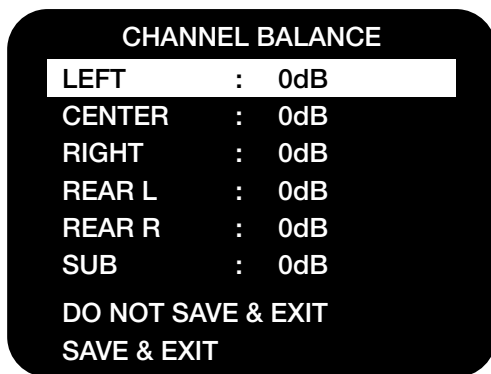 CHANNEL BALANCE
LEFT : 0dB
CENTER : 0dB
RIGHT : 0dB
REAR L : 0dB
REAR R : 0dB
SUB : 0dB
DO NOT SAVE & EXIT
SAVE & EXIT